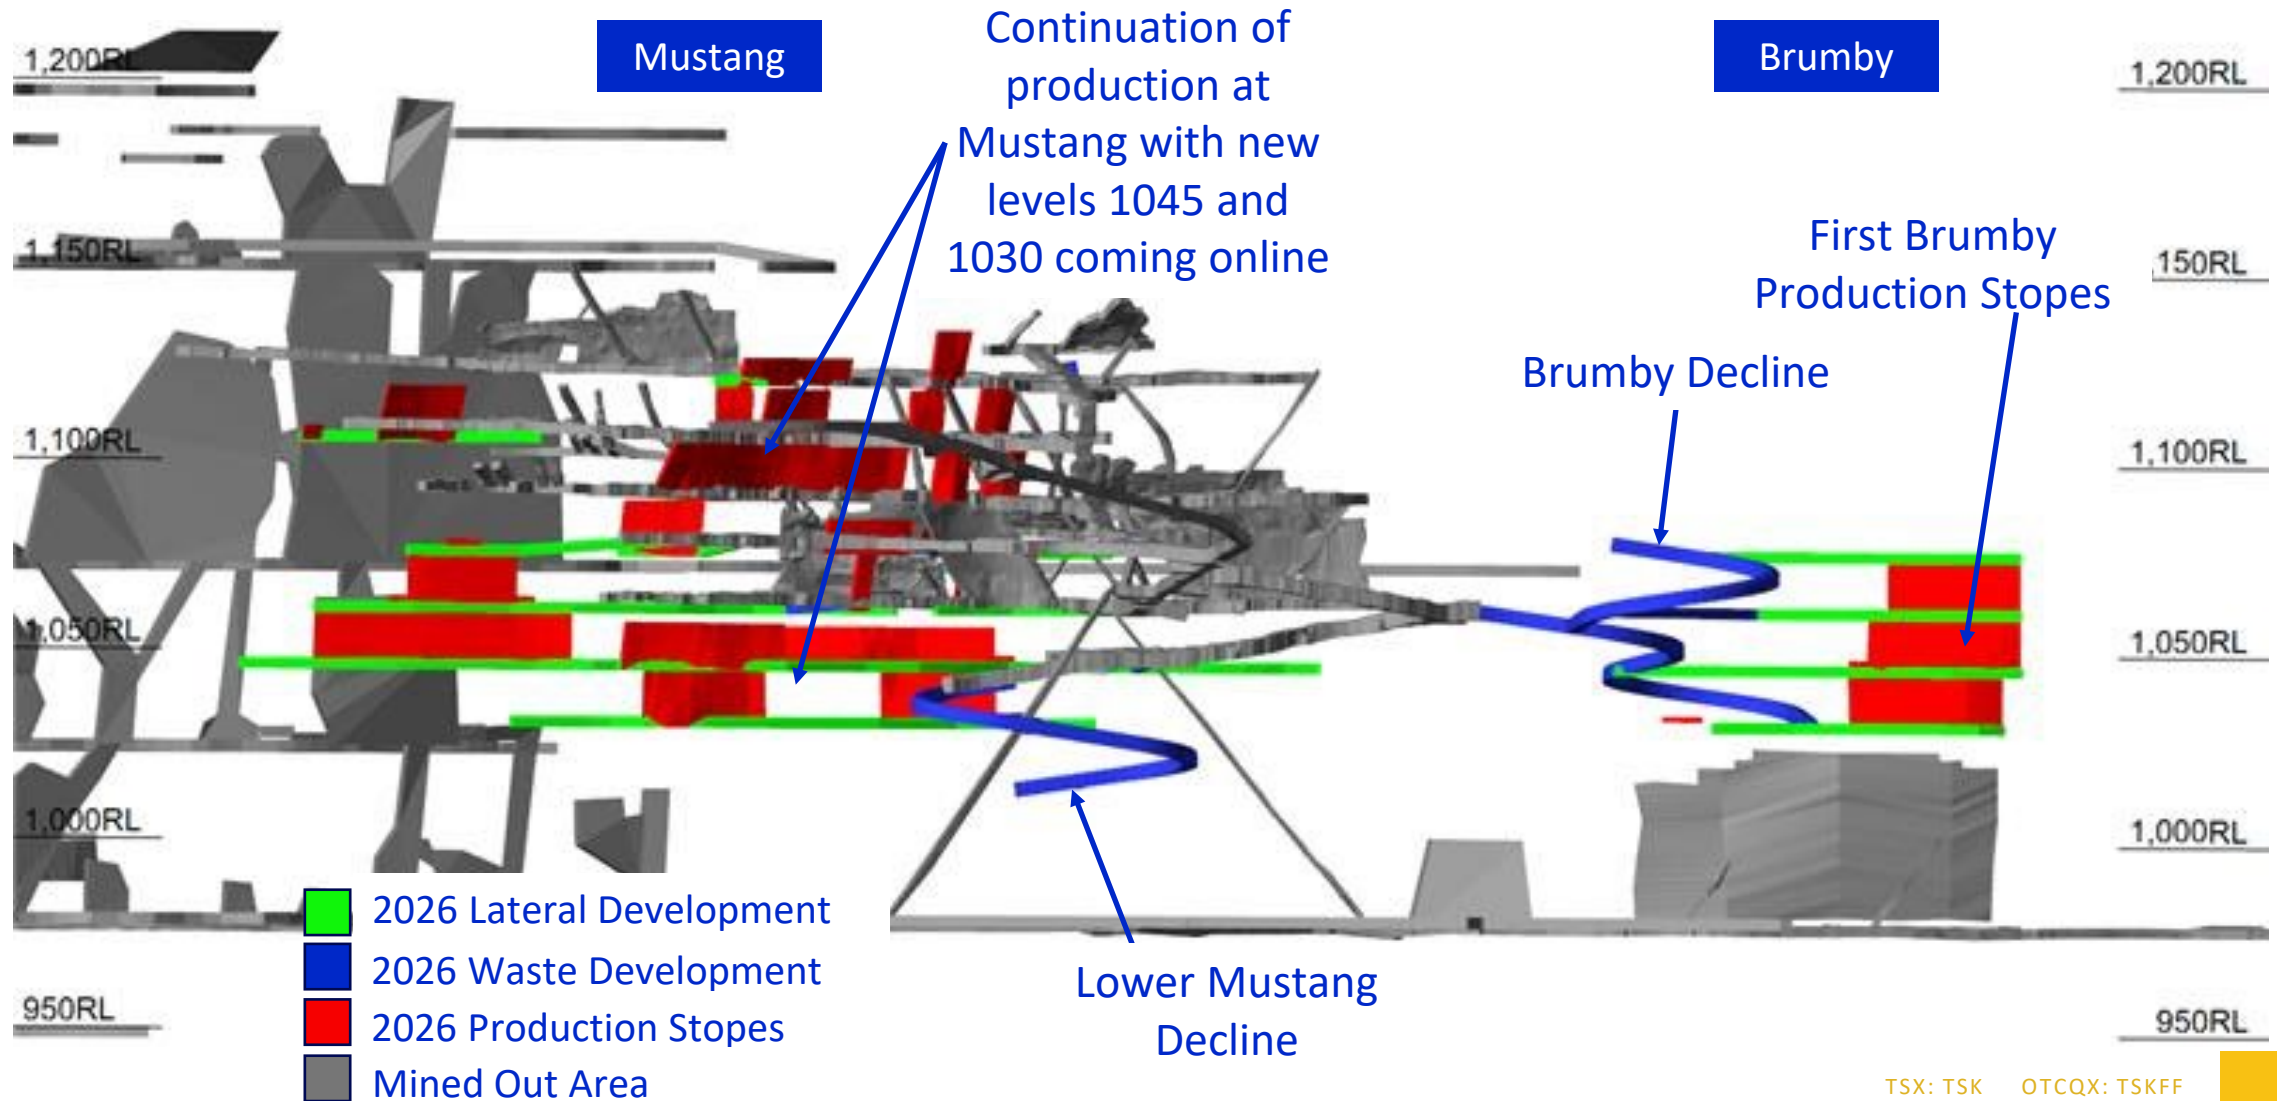 Mustang
Continuation of
production at
Mustang with new
levels 1045 and
1030 coming online
Brumby
1,200RL
1,200RL
First Brumby
Production Stopes
1,150RL
150RL
Brumby Decline
1,100RL
1,100RL
1,050RL
1,050RL
1,000RL
1,000RL
2026 Lateral Development
2026 Waste Development
2026 Production Stopes
Mined Out Area
Lower Mustang
Decline
950RL
950RL
TSX: TSK OTCQX: TSKFF